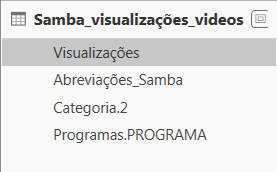 Samba_visualizações_videos
Visualizações
Abreviações_Samba
Categoria.2
Programas.PROGRAMA